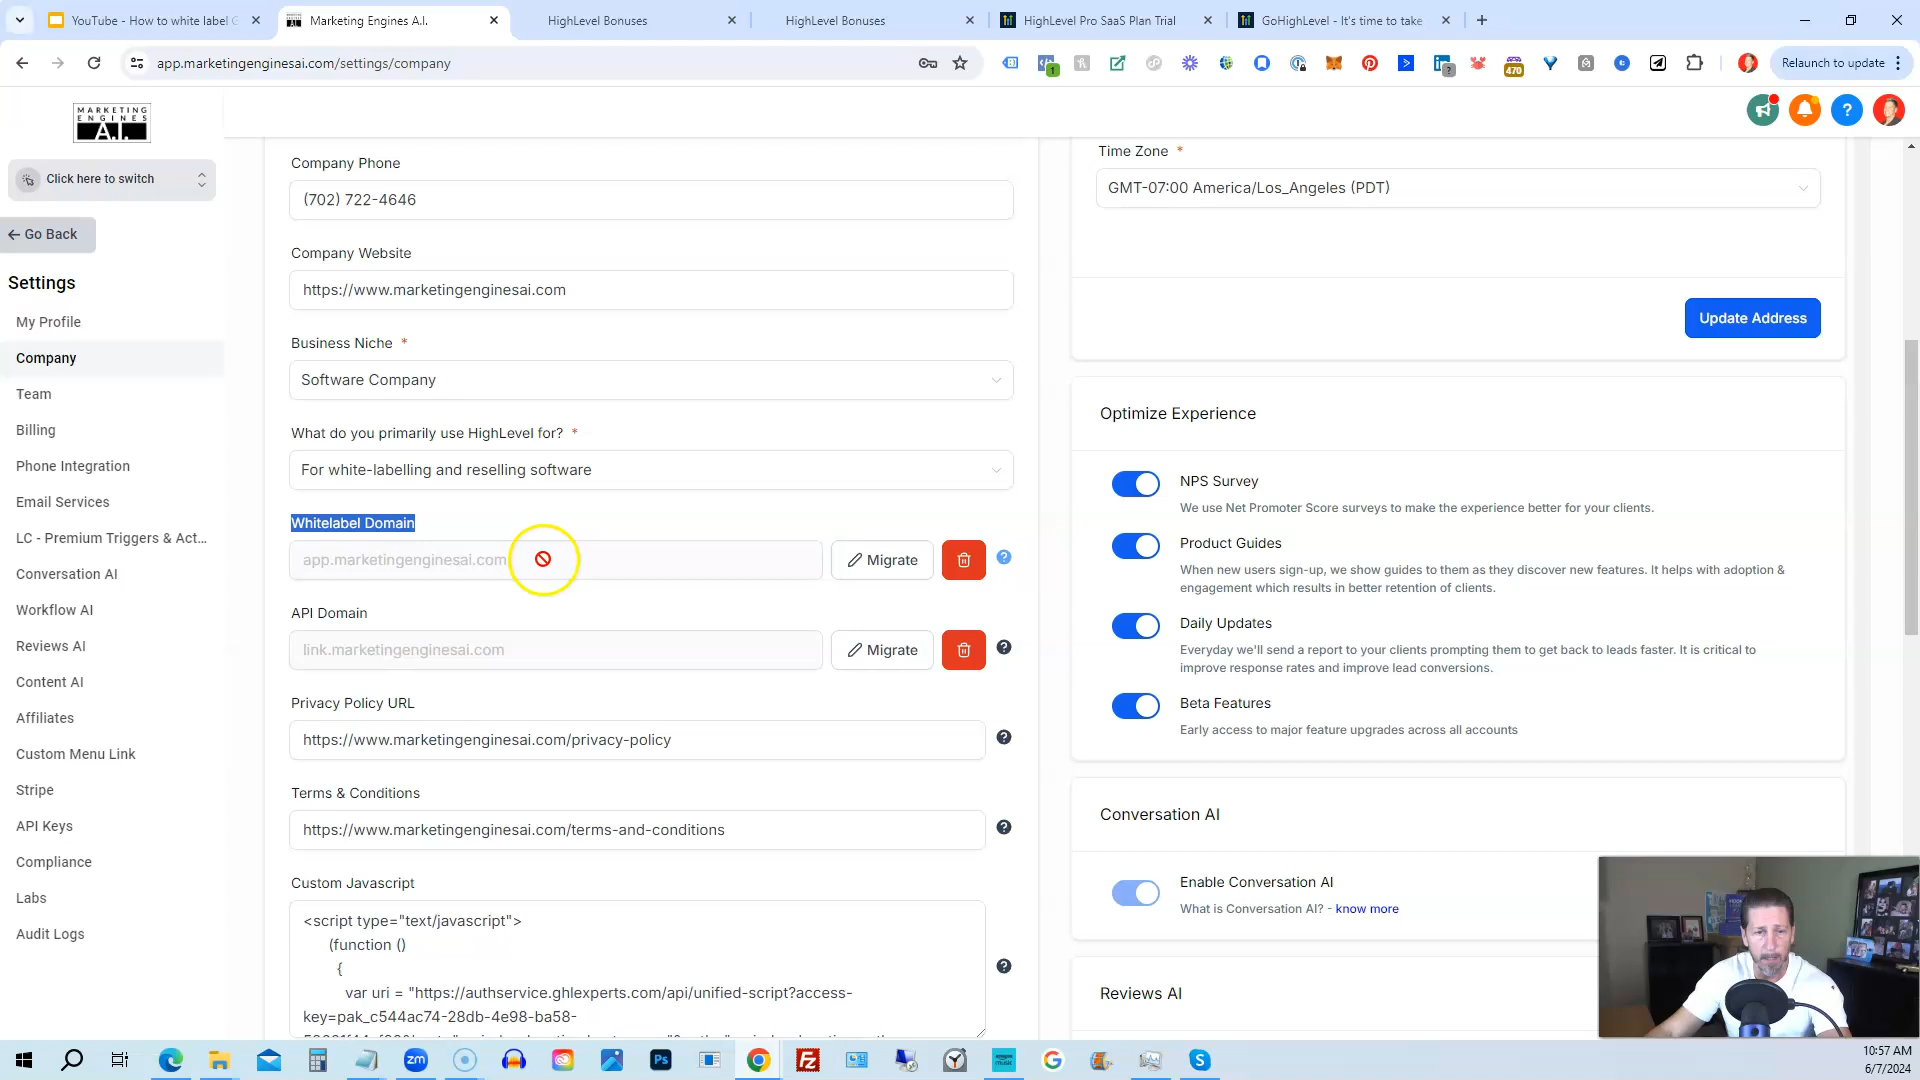 YouTube - How to white label G
Marketing Engines A.I.
HighLevel Bonuses
HighLevel Bonuses
HighLevel Pro SaaS Plan Trial
GoHighLevel - It's time to take
app.marketingenginesai.com/settings/company
1
?
470
Relaunch to update
MARKETING
ENGINES
A.I.
Click here to switch
Go Back
Settings
My Profile
Company
Team
Billing
Phone Integration
Email Services
LC - Premium Triggers & Act...
Conversation AI
Workflow AI
Reviews AI
Content AI
Affiliates
Custom Menu Link
Stripe
API Keys
Compliance
Labs
Audit Logs
Company Phone
(702) 722-4646
Company Website
https://www.marketingenginesai.com
Business Niche *
Software Company
What do you primarily use HighLevel for? *
For white-labelling and reselling software
Whitelabel Domain
app.marketingenginesai.com
Migrate
API Domain
link.marketingenginesai.com
Migrate
Privacy Policy URL
https://www.marketingenginesai.com/privacy-policy
Terms & Conditions
https://www.marketingenginesai.com/terms-and-conditions
Custom Javascript
<script type="text/javascript">
(function ()
{
var uri = "https://authservice.ghlexperts.com/api/unified-script?access-
key=pak_c544ac74-28db-4e98-ba58-
Time Zone *
GMT-07:00 America/Los_Angeles (PDT)
Update Address
Optimize Experience
NPS Survey
We use Net Promoter Score surveys to make the experience better for your clients.
Product Guides
When new users sign-up, we show guides to them as they discover new features. It helps with adoption &
engagement which results in better retention of clients.
Daily Updates
Everyday we'll send a report to your clients prompting them to get back to leads faster. It is critical to
improve response rates and improve lead conversions.
Beta Features
Early access to major feature upgrades across all accounts
Conversation AI
Enable Conversation AI
What is Conversation AI? - know more
Reviews AI
zm
Ps
10:57 AM
6/7/2024